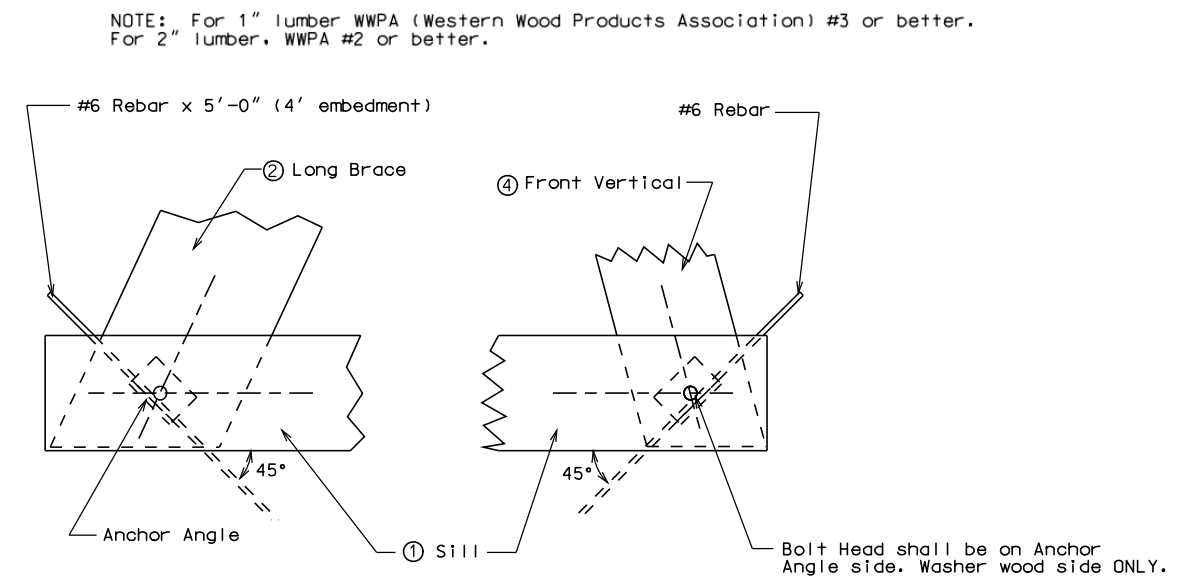 NOTE: For 1" lumber WWPA (Western Wood Products Association) #3 or better.
For 2" lumber, WWPA #2 or better.
#6 Rebar x 5'-0" (4' embedment)
#6 Rebar
2 Long Brace
4 Front Vertical
45°
45°
Anchor Angle
1 Sill
Bolt Head shall be on Anchor
Angle side. Washer wood side ONLY.